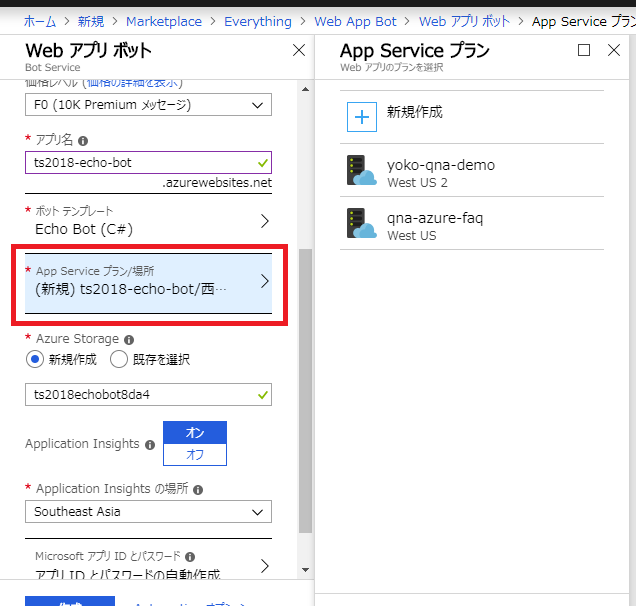 ホーム > 新規 > Marketplace > Everything > Web App Bot > Web アプリ ボット > App Service プラン
Web アプリ ボット
Bot Service
価格レベル (価格の詳細を表示)
F0 (10K Premium メッセージ)
* アプリ名
ts2018-echo-bot
.azurewebsites.net
* ボット テンプレート
Echo Bot (C#)
* App Service プラン/場所
(新規) ts2018-echo-bot/西…
* Azure Storage
新規作成 既存を選択
ts2018echobot8da4
Application Insights
オン
オフ
* Application Insights の場所
Southeast Asia
Microsoft アプリ ID とパスワード
アプリ ID とパスワードの自動作成
作成
Automation オプション
App Service プラン
Web アプリのプランを選択
新規作成
yoko-qna-demo
West US 2
qna-azure-faq
West US